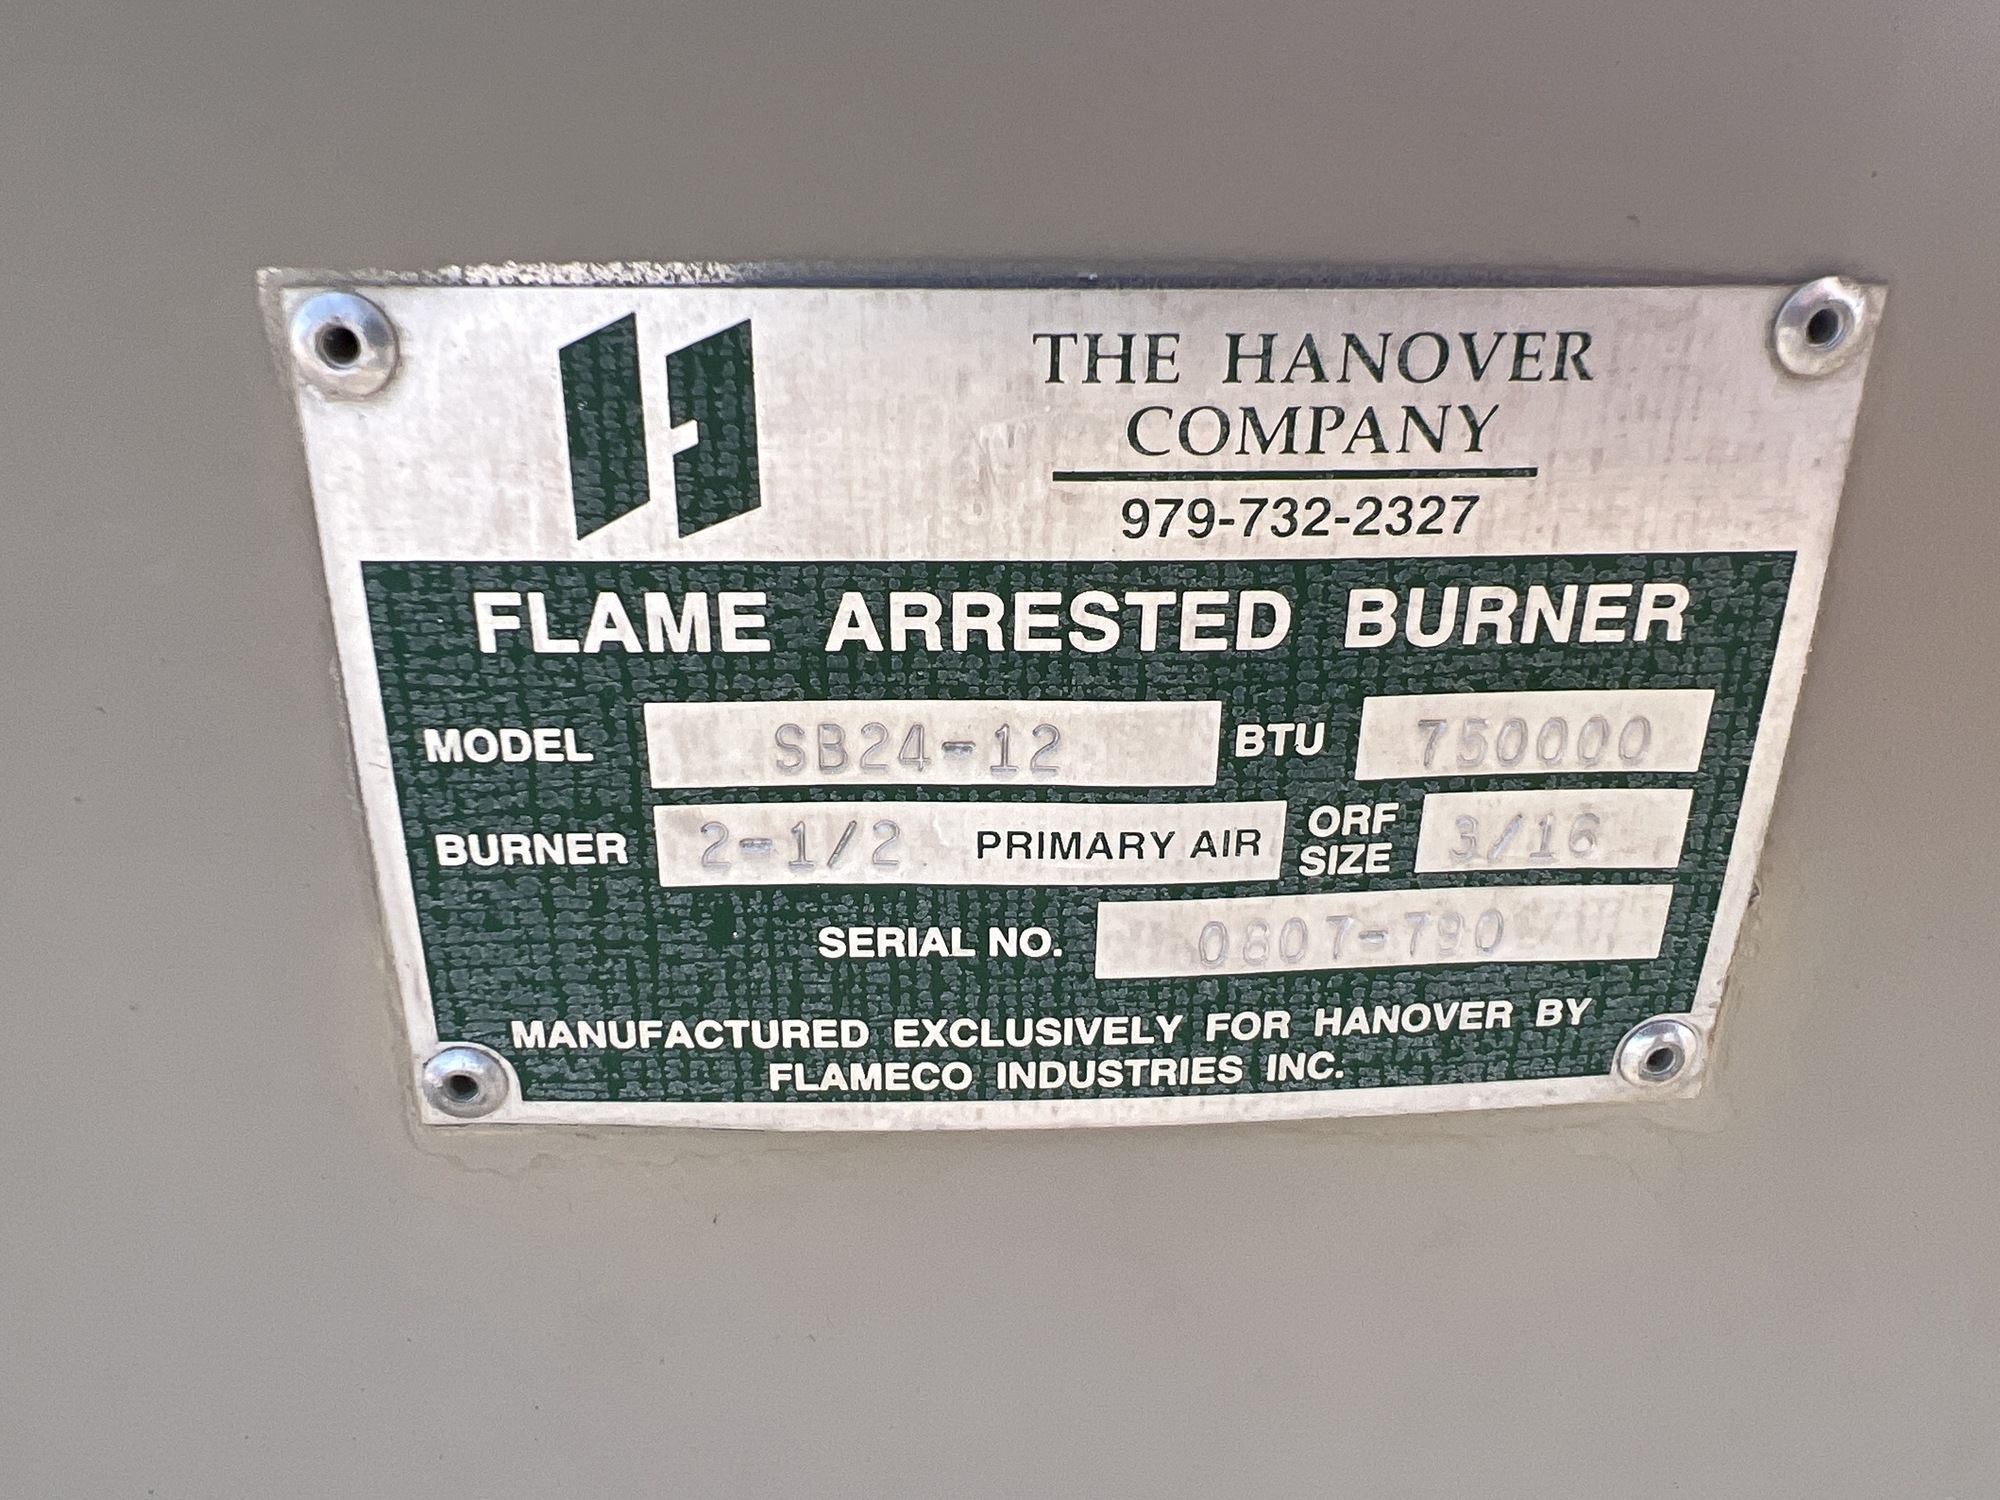 THE HANOVER
COMPANY
979-732-2327
FLAME ARRESTED BURNER
MODEL SB24-12 BTU 750000
BURNER 2-1/2 PRIMARY AIR ORF SIZE 3/16
SERIAL NO. 0807-790
MANUFACTURED EXCLUSIVELY FOR HANOVER BY
FLAMECO INDUSTRIES INC.